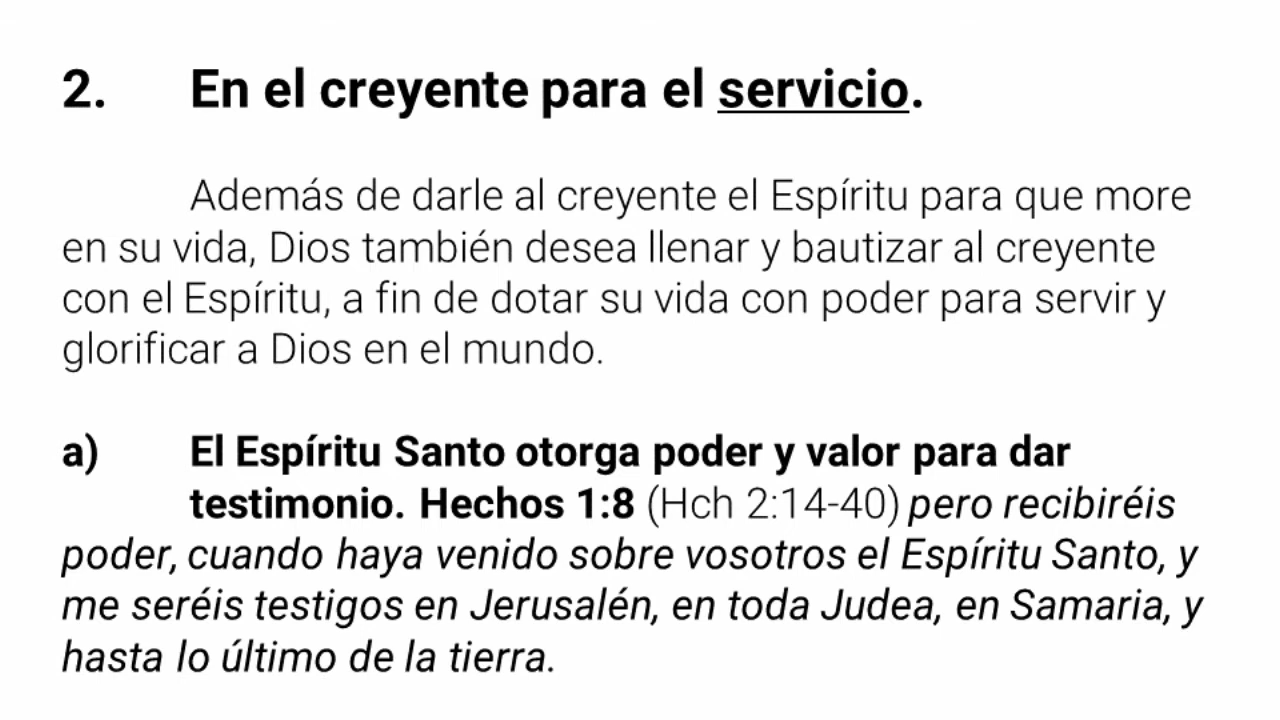 2. En el creyente para el servicio.
Además de darle al creyente el Espíritu para que more
en su vida, Dios también desea llenar y bautizar al creyente
con el Espíritu, a fin de dotar su vida con poder para servir y
glorificar a Dios en el mundo.
a) El Espíritu Santo otorga poder y valor para dar
testimonio. Hechos 1:8 (Hch 2:14-40) pero recibiréis
poder, cuando haya venido sobre vosotros el Espíritu Santo, y
me seréis testigos en Jerusalén, en toda Judea, en Samaria, y
hasta lo último de la tierra.